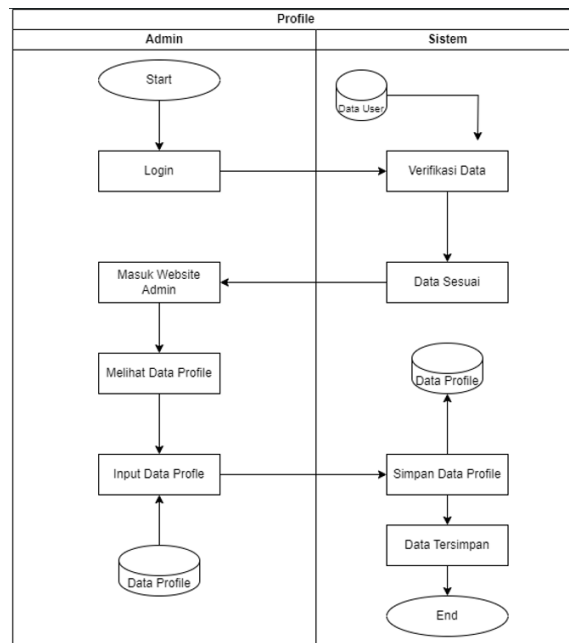 Profile
Admin
Sistem
Start
Data User
Login
Verifikasi Data
Masuk Website
Admin
Data Sesuai
Melihat Data Profile
Data Profile
Input Data Profle
Simpan Data Profile
Data Tersimpan
Data Profile
End